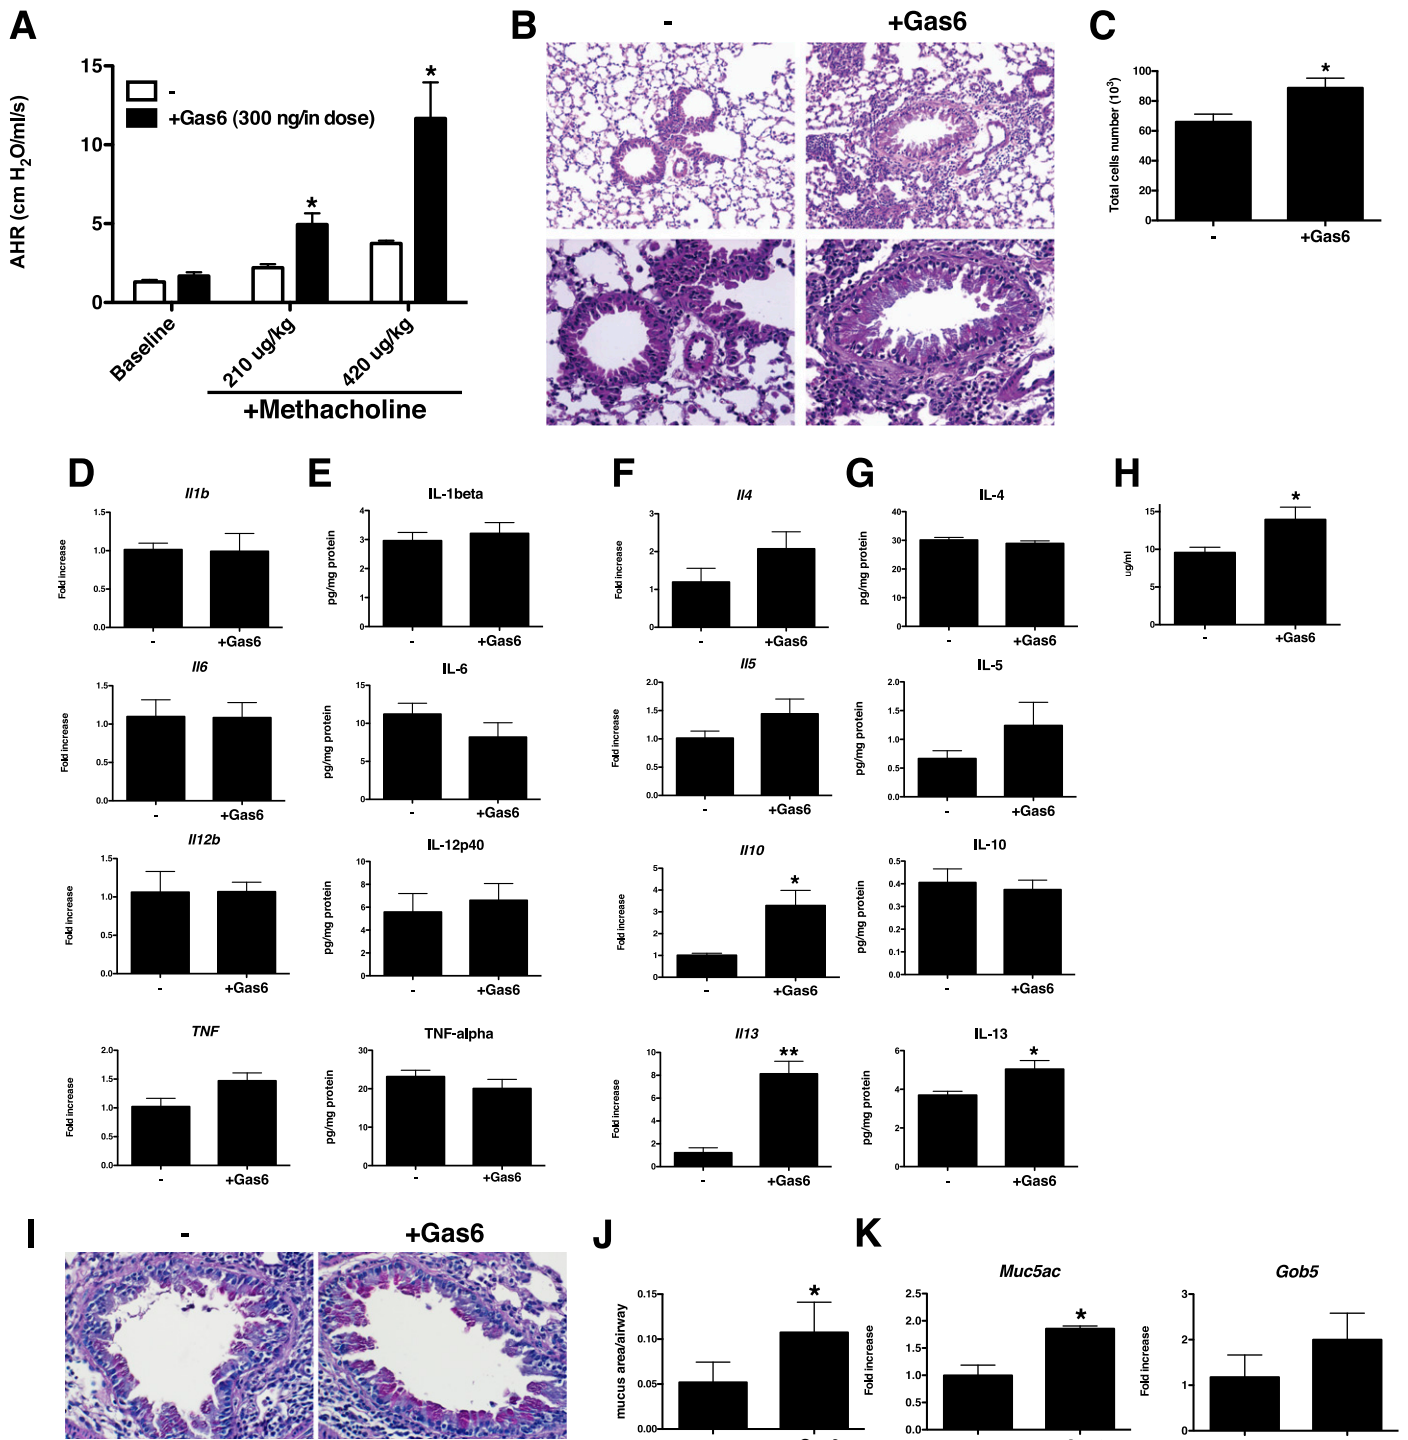 A
AHR (cm H2O/ml/s)
15
10
5
0
-
+Gas6 (300 ng/in dose)
*
*
Baseline
210 ug/kg
420 ug/kg
+Methacholine
B
-
+Gas6
C
Total cells number (10³)
100
80
60
40
20
0
*
-
+Gas6
D
Il1b
Fold increase
1.5
1.0
0.5
0.0
-
+Gas6
Il6
Fold increase
1.5
1.0
0.5
0.0
-
+Gas6
Il12b
Fold increase
1.5
1.0
0.5
0.0
-
+Gas6
TNF
Fold increase
2.0
1.5
1.0
0.5
0.0
-
+Gas6
E
IL-1beta
pg/mg protein
4
3
2
1
0
-
+Gas6
IL-6
pg/mg protein
15
10
5
0
-
+Gas6
IL-12p40
pg/mg protein
10
8
6
4
2
0
-
+Gas6
TNF-alpha
pg/mg protein
30
20
10
0
-
+Gas6
F
Il4
Fold increase
3
2
1
0
-
+Gas6
Il5
Fold increase
2.0
1.5
1.0
0.5
0.0
-
+Gas6
Il10
Fold increase
5
4
3
2
1
0
*
-
+Gas6
Il13
Fold increase
10
8
6
4
2
0
**
-
+Gas6
G
IL-4
pg/mg protein
40
30
20
10
0
-
+Gas6
IL-5
pg/mg protein
2.0
1.5
1.0
0.5
0.0
-
+Gas6
IL-10
pg/mg protein
0.5
0.4
0.3
0.2
0.1
0.0
-
+Gas6
IL-13
pg/mg protein
6
4
2
0
*
-
+Gas6
H
ug/ml
15
10
5
0
*
-
+Gas6
I
-
+Gas6
J
mucus area/airway
0.15
0.10
0.05
0.00
*
K
Muc5ac
Fold increase
2.5
2.0
1.5
1.0
0.5
0.0
*
Gob5
Fold increase
3
2
1
0